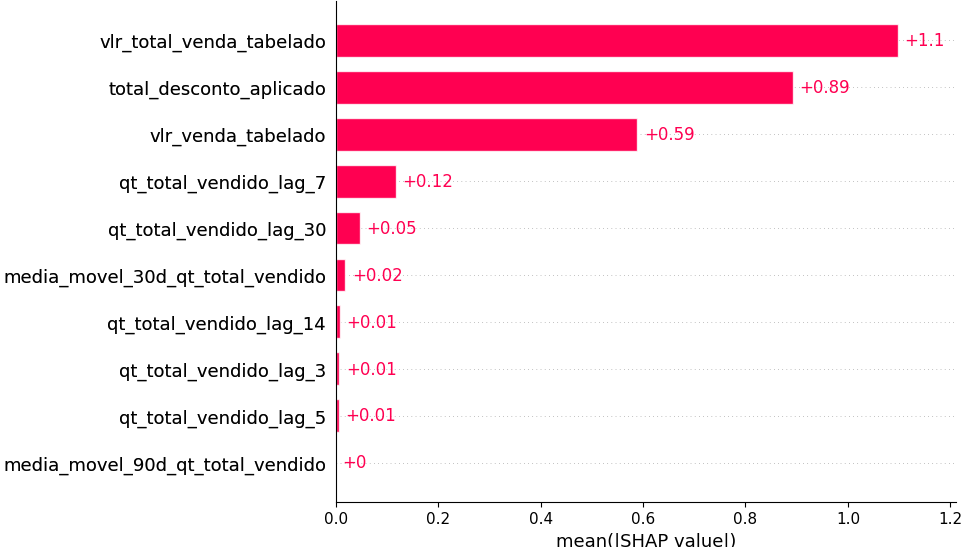 vlr_total_venda_tabelado +1.1
total_desconto_aplicado +0.89
vlr_venda_tabelado +0.59
qt_total_vendido_lag_7 +0.12
qt_total_vendido_lag_30 +0.05
media_movel_30d_qt_total_vendido +0.02
qt_total_vendido_lag_14 +0.01
qt_total_vendido_lag_3 +0.01
qt_total_vendido_lag_5 +0.01
media_movel_90d_qt_total_vendido +0
0.0 0.2 0.4 0.6 0.8 1.0 1.2
mean(|SHAP value|)